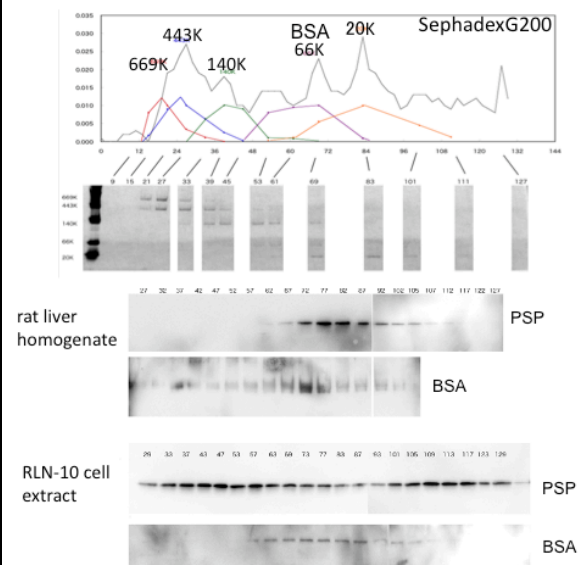 SephadexG200
443K
BSA
20K
669K
140K
66K
0.035
0.030
0.025
0.020
0.015
0.010
0.005
0.000
0 12 24 36 48 60 72 84 96 108 120 132 144
9 15 21 27 33 39 45 53 61 69 83 101 111 127
669K
443K
140K
66K
20K
27 32 37 42 47 52 57 62 67 72 77 82 87 92 102 105 107 112 117 122 127
rat liver
homogenate
PSP
BSA
29 33 37 43 47 53 57 63 69 73 77 83 87 93 101 105 109 113 117 123 129
RLN-10 cell
extract
PSP
BSA